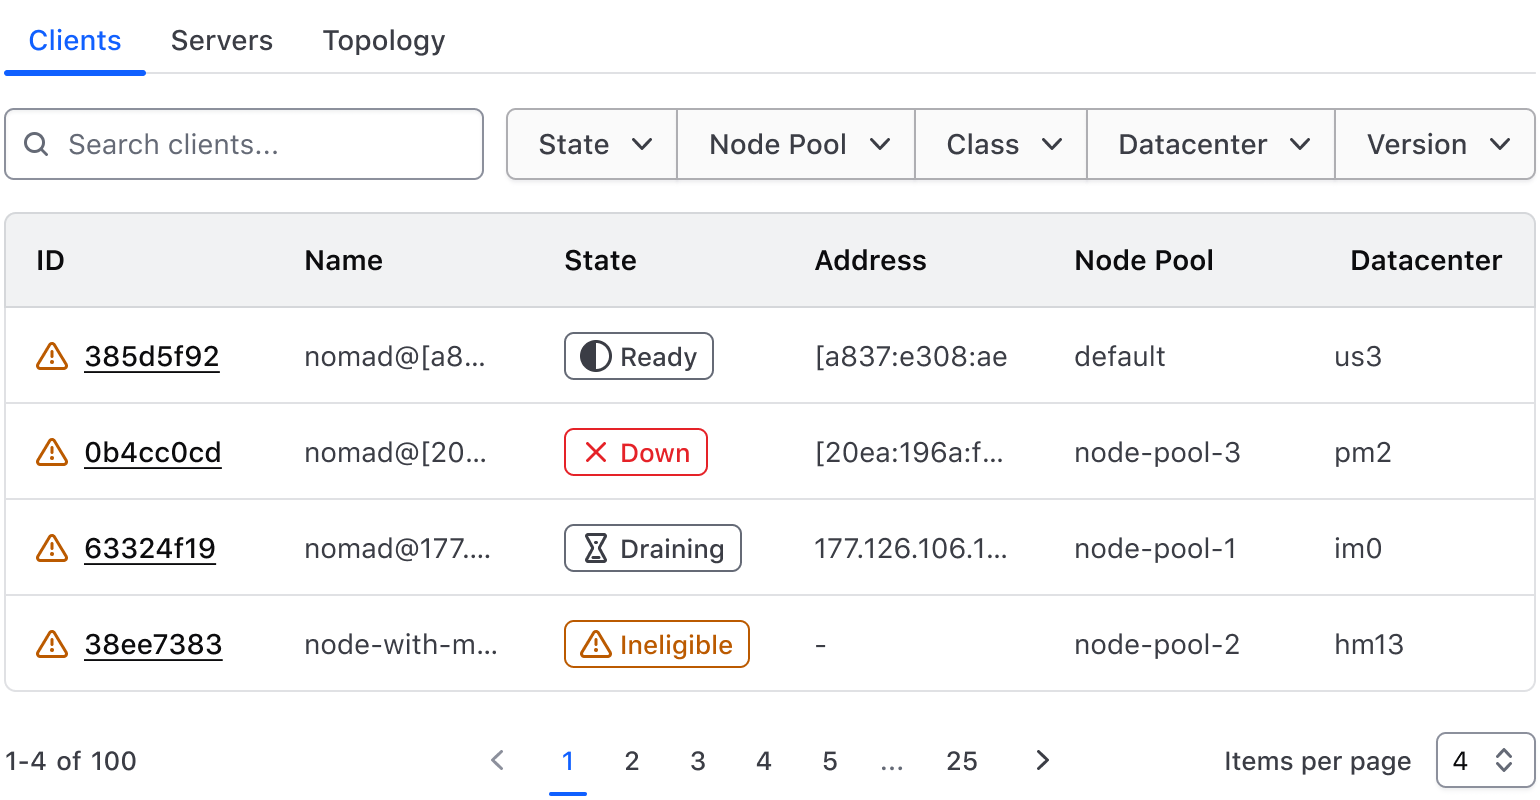 Clients Servers Topology
Search clients... State Node Pool Class Datacenter Version
ID Name State Address Node Pool Datacenter
385d5f92 nomad@[a8... Ready [a837:e308:ae default us3
0b4cc0cd nomad@[20... Down [20ea:196a:f... node-pool-3 pm2
63324f19 nomad@177.... Draining 177.126.106.1... node-pool-1 im0
38ee7383 node-with-m... Ineligible - node-pool-2 hm13
1-4 of 100 1 2 3 4 5 ... 25 Items per page 4